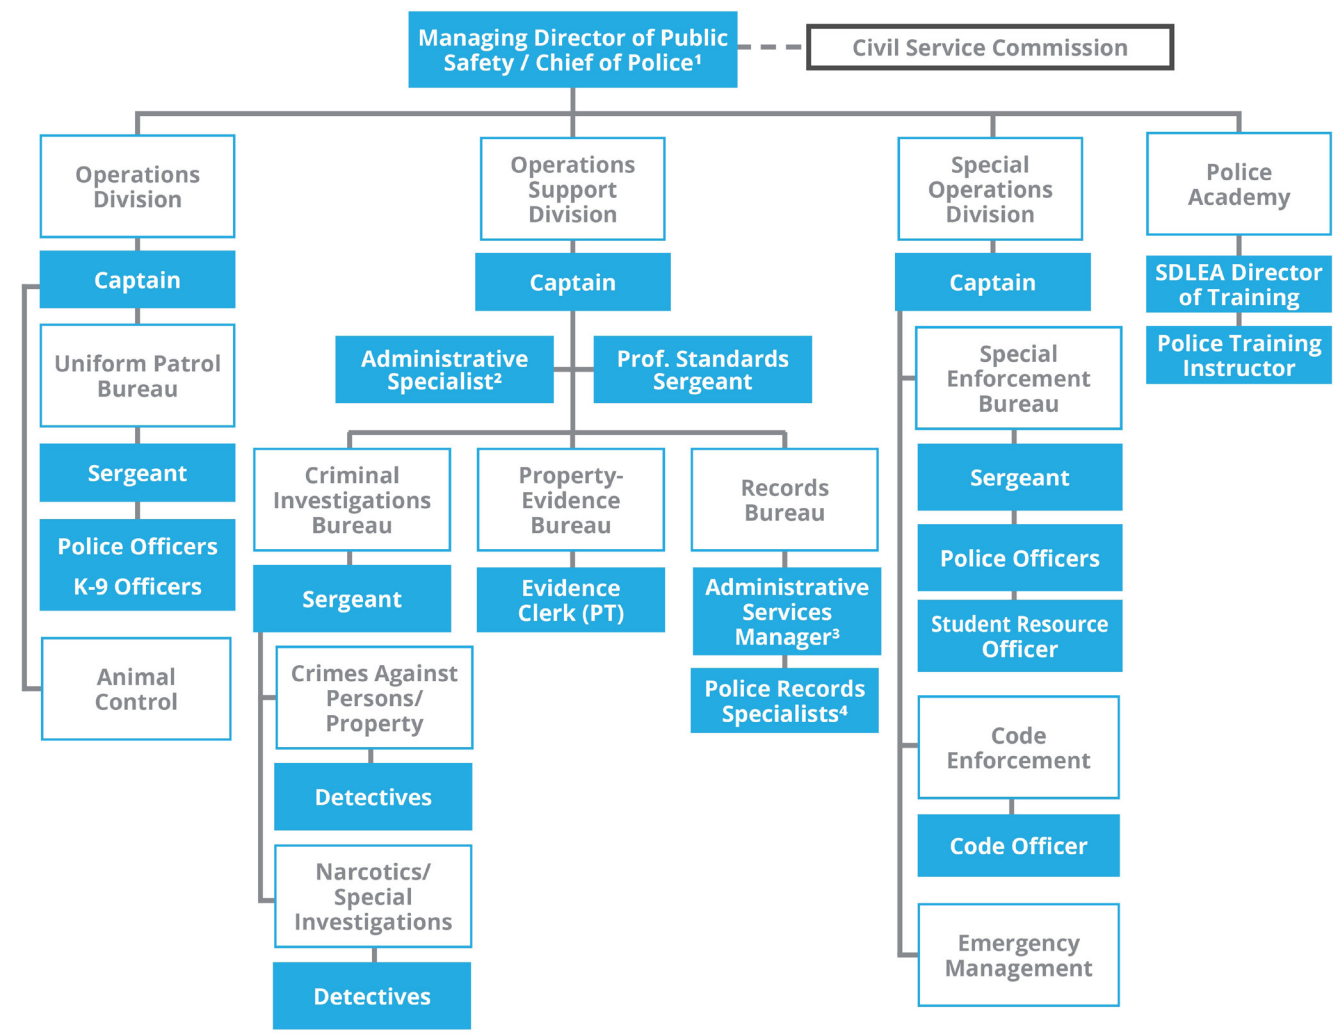 Managing Director of Public
Safety / Chief of Police¹
Civil Service Commission
Operations
Division
Captain
Uniform Patrol
Bureau
Sergeant
Police Officers
K-9 Officers
Animal
Control
Operations
Support
Division
Captain
Administrative
Specialist²
Prof. Standards
Sergeant
Criminal
Investigations
Bureau
Sergeant
Crimes Against
Persons/
Property
Detectives
Narcotics/
Special
Investigations
Detectives
Property-
Evidence
Bureau
Evidence
Clerk (PT)
Records
Bureau
Administrative
Services
Manager³
Police Records
Specialists⁴
Special
Operations
Division
Captain
Special
Enforcement
Bureau
Sergeant
Police Officers
Student Resource
Officer
Code
Enforcement
Code Officer
Emergency
Management
Police
Academy
SDLEA Director
of Training
Police Training
Instructor